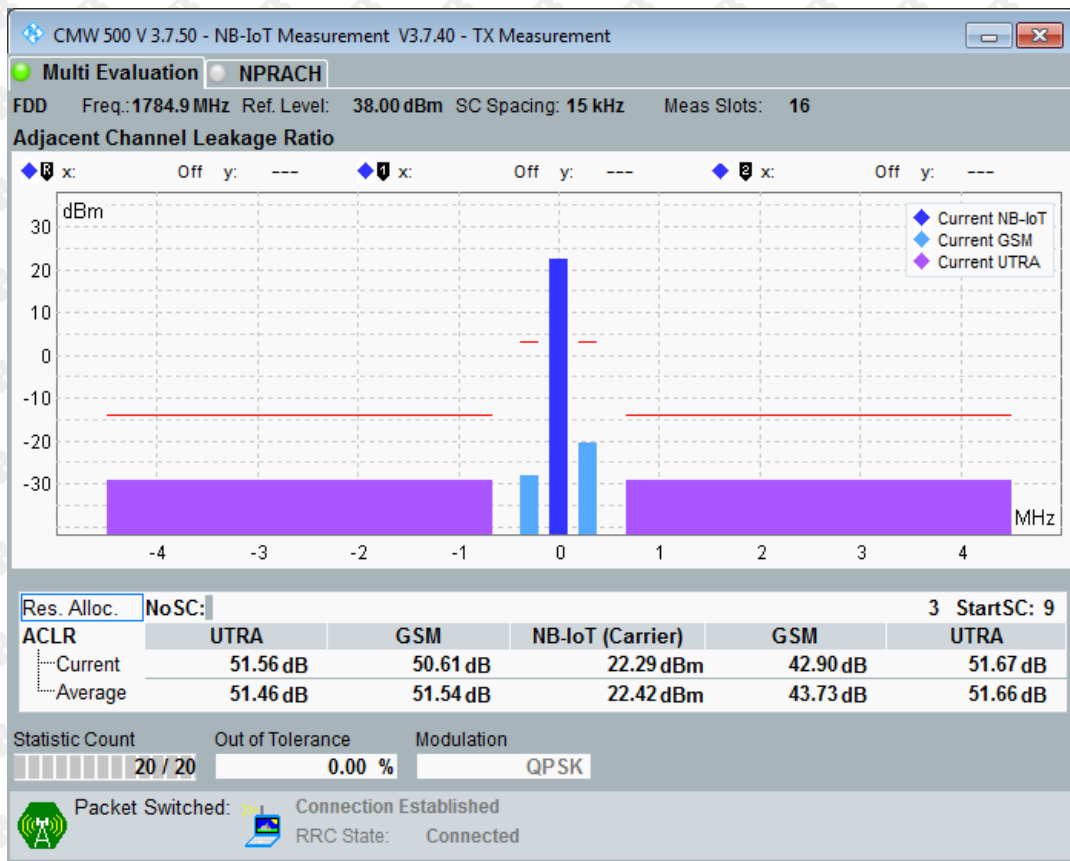 CMW 500 V 3.7.50 - NB-IoT Measurement V3.7.40 - TX Measurement
Multi Evaluation NPRACH
FDD Freq.: 1784.9 MHz Ref. Level: 38.00 dBm SC Spacing: 15 kHz Meas Slots: 16
Adjacent Channel Leakage Ratio
R x: Off y: --- 1 x: Off y: --- 2 x: Off y: ---
dBm
Current NB-IoT
Current GSM
Current UTRA
30
20
10
0
-10
-20
-30
MHz
-4 -3 -2 -1 0 1 2 3 4
Res. Alloc. NoSC: 3 StartSC: 9
ACLR UTRA GSM NB-IoT (Carrier) GSM UTRA
Current 51.56 dB 50.61 dB 22.29 dBm 42.90 dB 51.67 dB
Average 51.46 dB 51.54 dB 22.42 dBm 43.73 dB 51.66 dB
Statistic Count Out of Tolerance Modulation
20 / 20 0.00 % QPSK
Packet Switched: Connection Established
RRC State: Connected